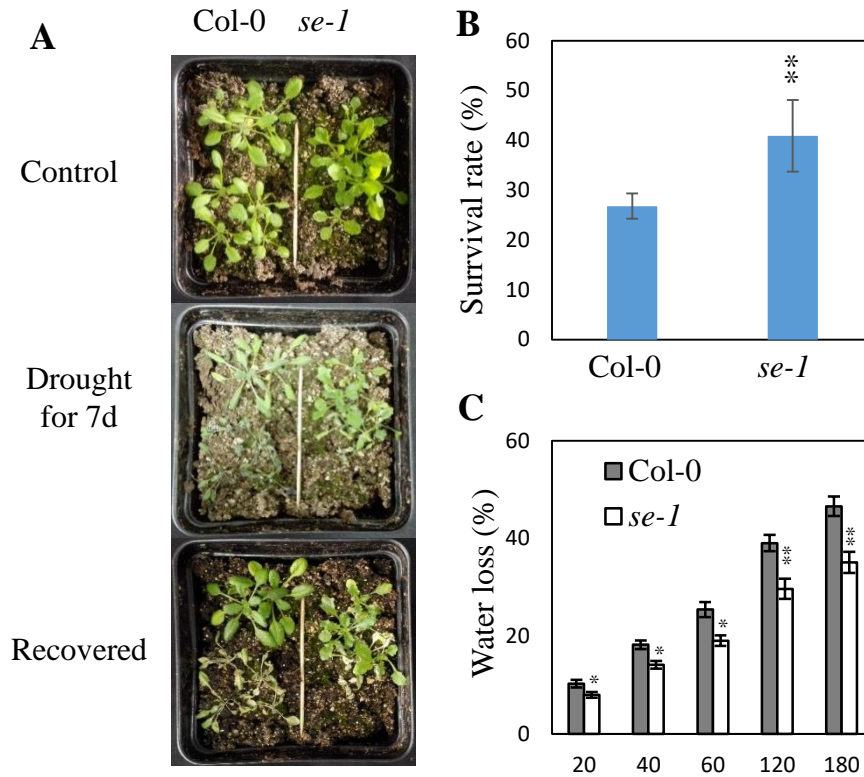 A
Col-0 se-1
Control
Drought
for 7d
Recovered
B
Surrvival rate (%)
60
50
40
30
20
10
0
**
Col-0
se-1
C
Water loss (%)
60
40
20
0
Col-0
se-1
*
*
*
**
**
20 40 60 120 180